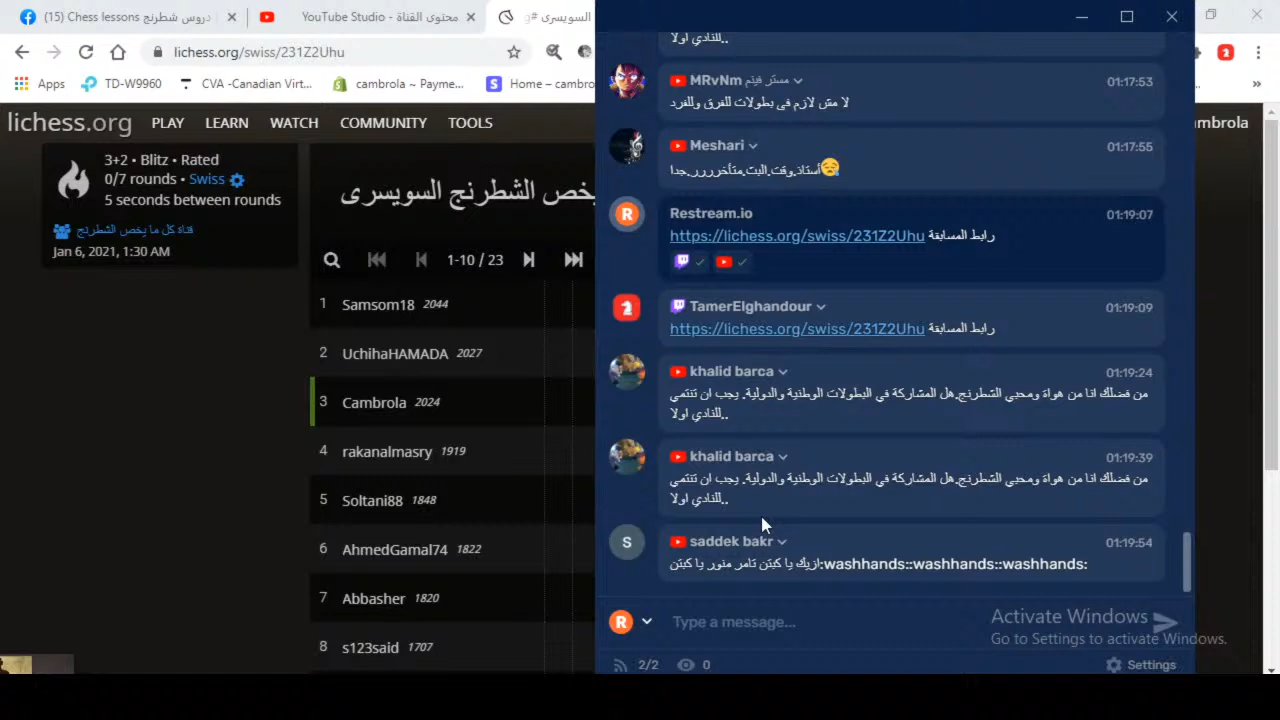 (15) Chess lessons دروس شطرنج
YouTube Studio - محتوى القناة
السويسرى #g
lichess.org/swiss/231Z2Uhu
Apps
TD-W9960
CVA -Canadian Virt...
cambrola ~ Payme...
Home – cambro
lichess.org
PLAY
LEARN
WATCH
COMMUNITY
TOOLS
mbrola
3+2 • Blitz • Rated
0/7 rounds • Swiss
5 seconds between rounds
قناة كل ما يخص الشطرنج
Jan 6, 2021, 1:30 AM
يخص الشطرنج السويسرى
1-10 / 23
1 Samsom18 2044
2 UchihaHAMADA 2027
3 Cambrola 2024
4 rakanalmasry 1919
5 Soltani88 1848
6 AhmedGamal74 1822
7 Abbasher 1820
8 s123said 1707
للنادي اولا..
MRvNm مستر فينم 01:17:53
لا مش لازم فى بطولات للفرق وللفرد
Meshari 01:17:55
أستاذ.وقت.البث.متأخرررر.جدا😥
Restream.io 01:19:07
https://lichess.org/swiss/231Z2Uhu رابط المسابقة
TamerElghandour 01:19:09
https://lichess.org/swiss/231Z2Uhu رابط المسابقة
khalid barca 01:19:24
من فضلك انا من هواة ومحبي الشطرنج.هل المشاركة في البطولات الوطنية والدولية. يجب ان تنتمي
للنادي اولا..
khalid barca 01:19:39
من فضلك انا من هواة ومحبي الشطرنج.هل المشاركة في البطولات الوطنية والدولية. يجب ان تنتمي
للنادي اولا..
S
saddek bakr 01:19:54
ازيك يا كبتن تامر منور يا كبتن:washhands::washhands::washhands:
R
Type a message...
Activate Windows
Go to Settings to activate Windows.
2/2
0
Settings